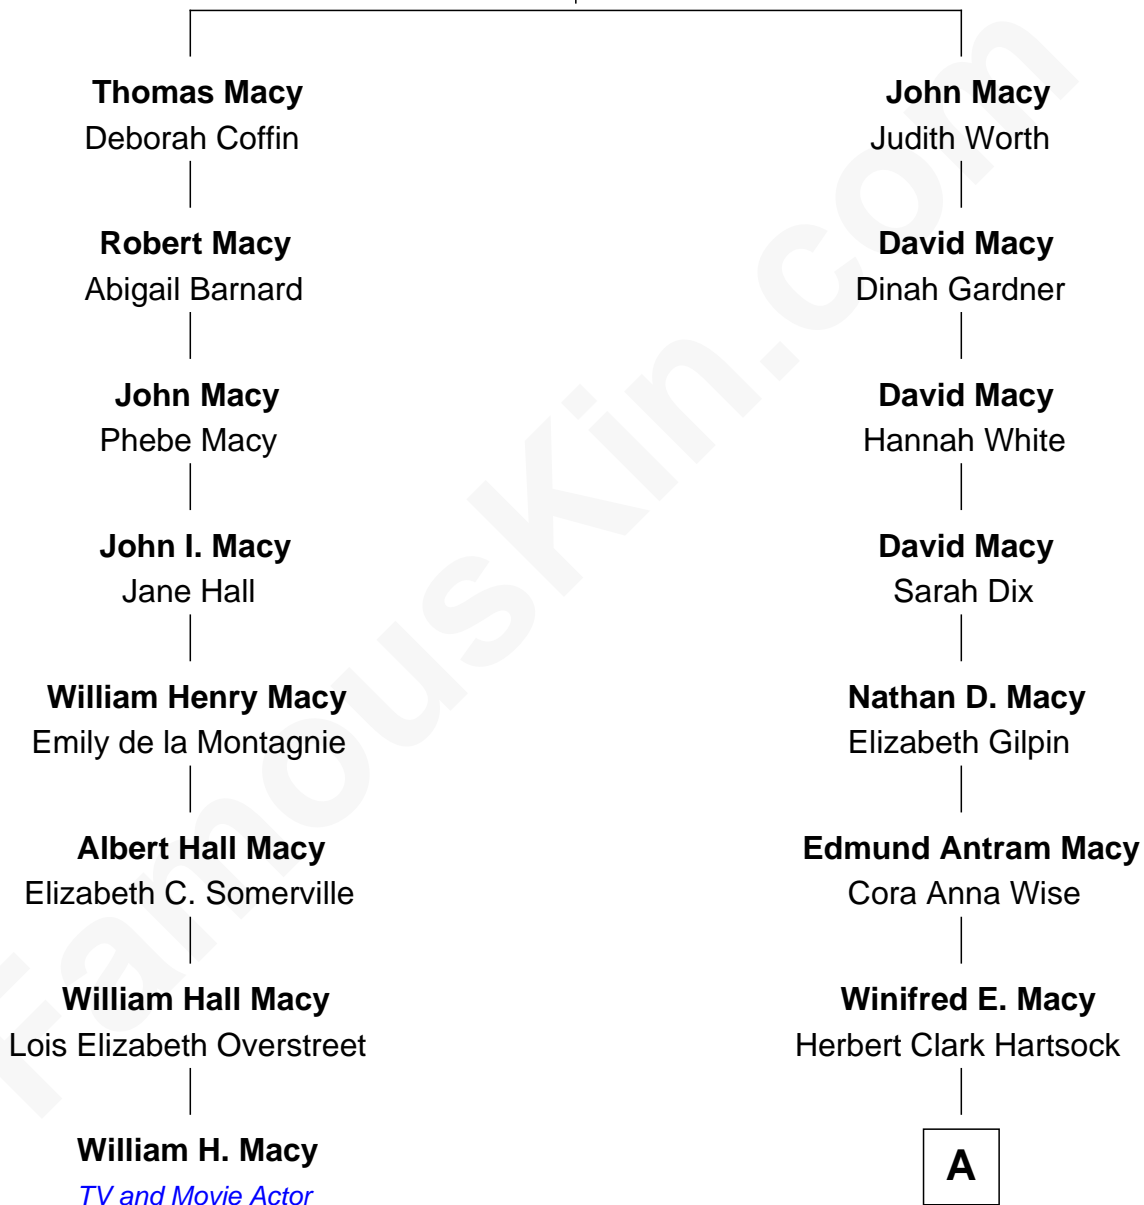 Thomas Macy
Deborah Coffin
John Macy
Judith Worth
Robert Macy
Abigail Barnard
David Macy
Dinah Gardner
John Macy
Phebe Macy
David Macy
Hannah White
John I. Macy
Jane Hall
David Macy
Sarah Dix
William Henry Macy
Emily de la Montagnie
Nathan D. Macy
Elizabeth Gilpin
Albert Hall Macy
Elizabeth C. Somerville
Edmund Antram Macy
Cora Anna Wise
William Hall Macy
Lois Elizabeth Overstreet
Winifred E. Macy
Herbert Clark Hartsock
William H. Macy
TV and Movie Actor
A
FamousKin.com